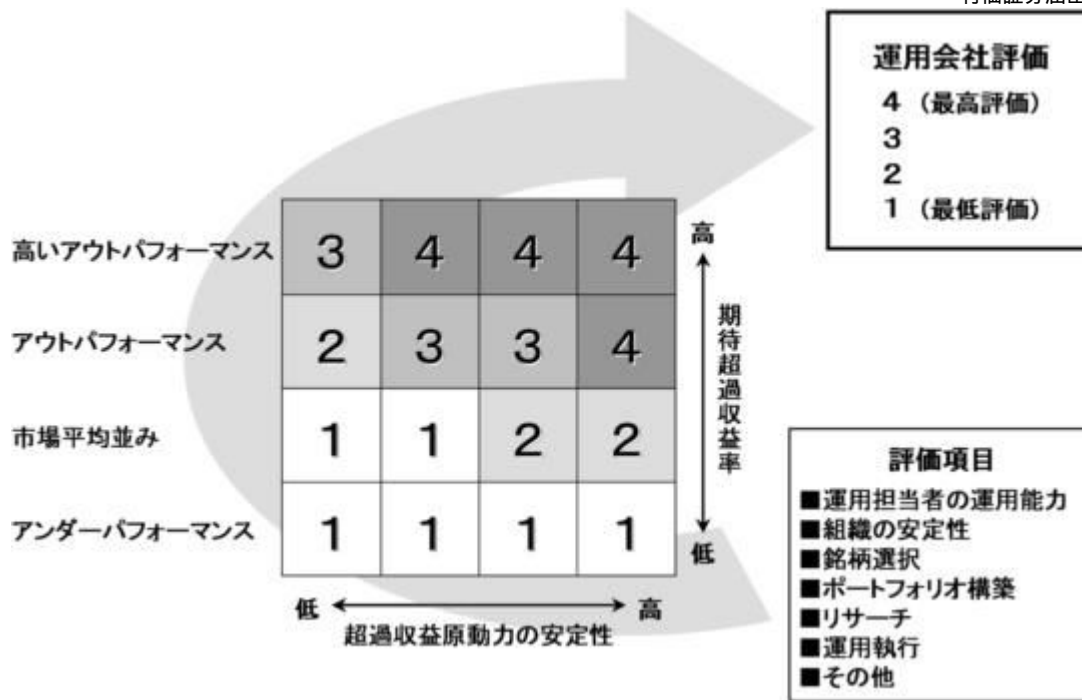 運用会社評価
4 (最高評価)
3
2
1 (最低評価)
高いアウトパフォーマンス 3 4 4 4
アウトパフォーマンス 2 3 3 4
市場平均並み 1 1 2 2
アンダーパフォーマンス 1 1 1 1
高
期待超過収益率
低
低 高
超過収益原動力の安定性
評価項目
■運用担当者の運用能力
■組織の安定性
■銘柄選択
■ポートフォリオ構築
■リサーチ
■運用執行
■その他